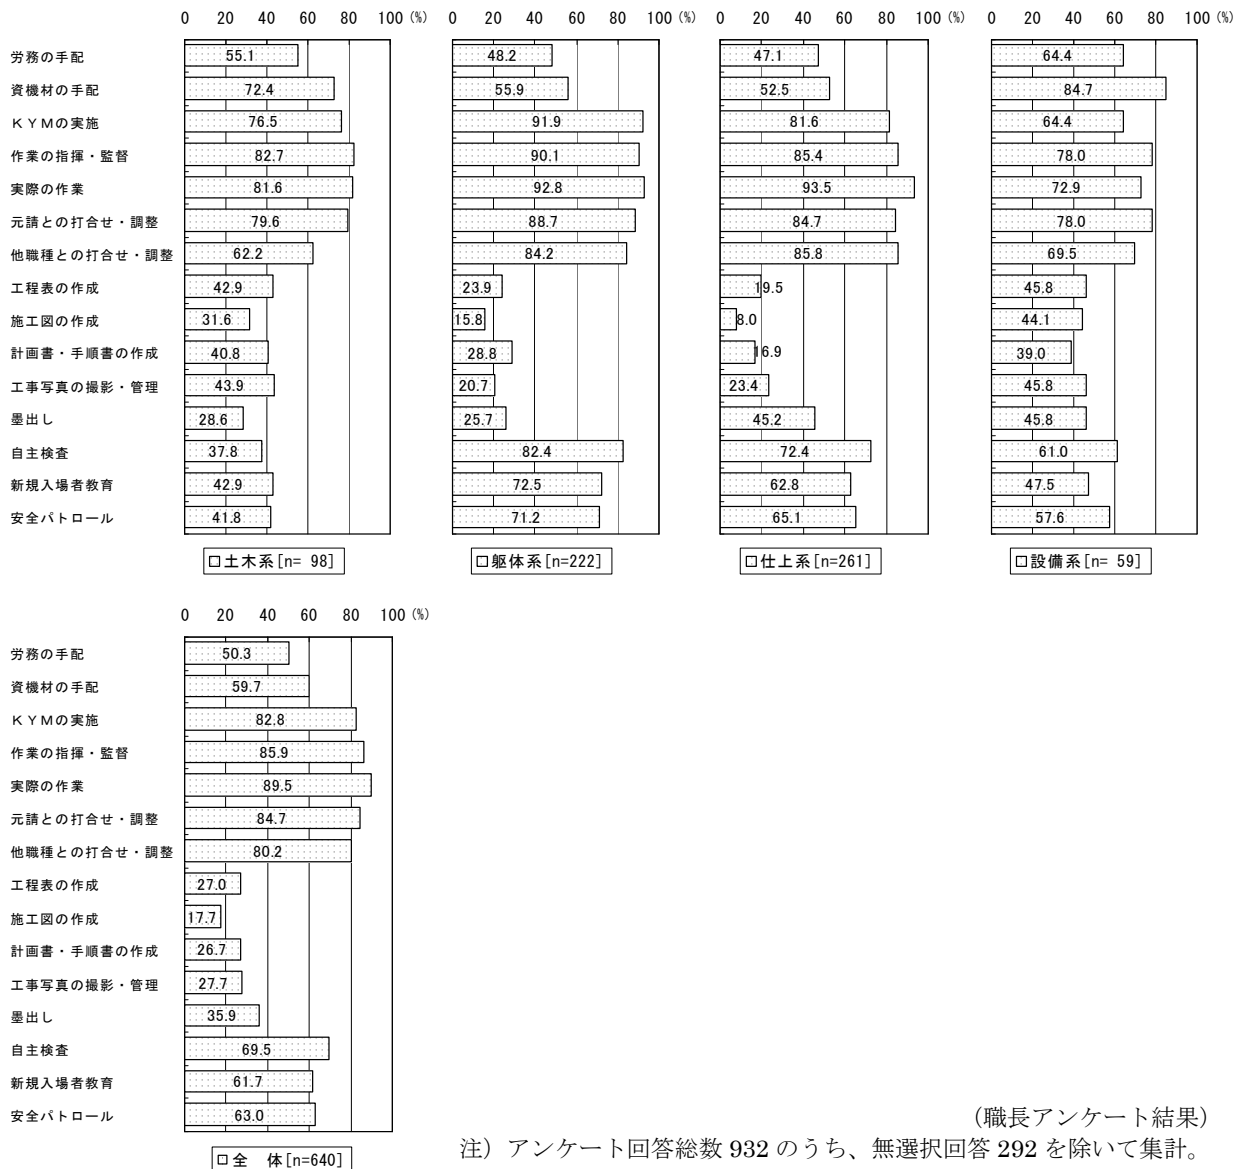 0 20 40 60 80 100 (%) 0 20 40 60 80 100 (%) 0 20 40 60 80 100 (%) 0 20 40 60 80 100 (%)
労務の手配 55.1 48.2 47.1 64.4
資機材の手配 72.4 55.9 52.5 84.7
KYMの実施 76.5 91.9 81.6 64.4
作業の指揮・監督 82.7 90.1 85.4 78.0
実際の作業 81.6 92.8 93.5 72.9
元請との打合せ・調整 79.6 88.7 84.7 78.0
他職種との打合せ・調整 62.2 84.2 85.8 69.5
工程表の作成 42.9 23.9 19.5 45.8
施工図の作成 31.6 15.8 8.0 44.1
計画書・手順書の作成 40.8 28.8 16.9 39.0
工事写真の撮影・管理 43.9 20.7 23.4 45.8
墨出し 28.6 25.7 45.2 45.8
自主検査 37.8 82.4 72.4 61.0
新規入場者教育 42.9 72.5 62.8 47.5
安全パトロール 41.8 71.2 65.1 57.6
土木系[n= 98] 躯体系[n=222] 仕上系[n=261] 設備系[n= 59]
0 20 40 60 80 100 (%)
労務の手配 50.3
資機材の手配 59.7
KYMの実施 82.8
作業の指揮・監督 85.9
実際の作業 89.5
元請との打合せ・調整 84.7
他職種との打合せ・調整 80.2
工程表の作成 27.0
施工図の作成 17.7
計画書・手順書の作成 26.7
工事写真の撮影・管理 27.7
墨出し 35.9
自主検査 69.5
新規入場者教育 61.7
安全パトロール 63.0
全　体[n=640]
（職長アンケート結果）
注）アンケート回答総数 932 のうち、無選択回答 292 を除いて集計。